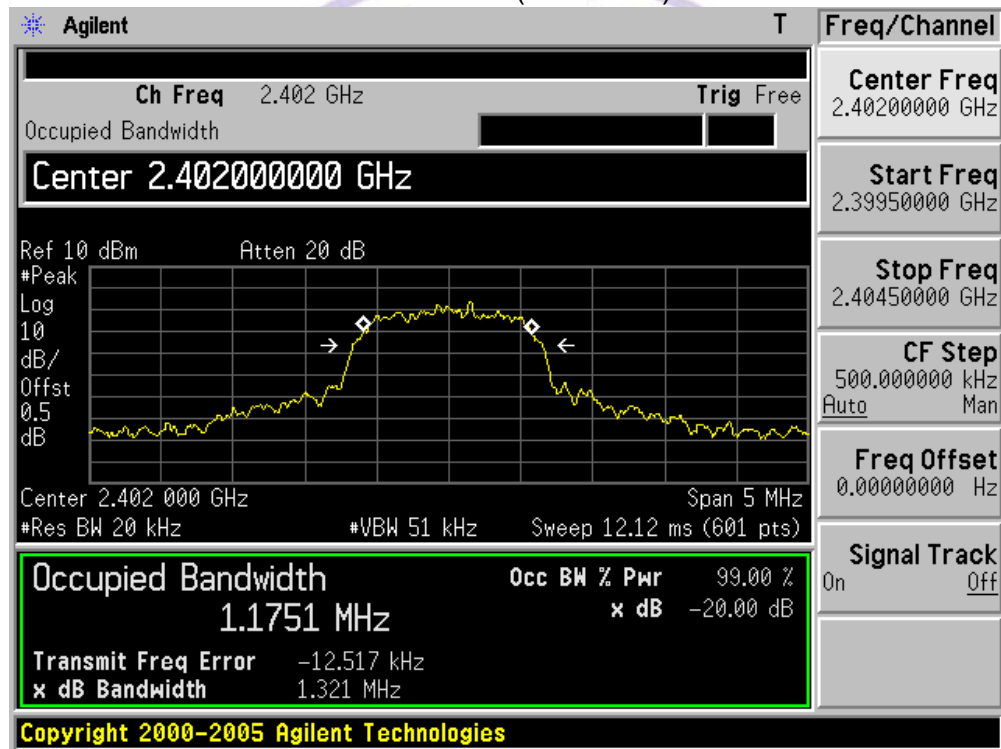 Agilent T
Freq/Channel
Ch Freq 2.402 GHz Trig Free
Occupied Bandwidth
Center 2.402000000 GHz
Ref 10 dBm Atten 20 dB
#Peak
Log
10
dB/
Offst
0.5
dB
Center 2.402 000 GHz Span 5 MHz
#Res BW 20 kHz #VBW 51 kHz Sweep 12.12 ms (601 pts)
Occupied Bandwidth
1.1751 MHz
Occ BW % Pwr 99.00 %
x dB -20.00 dB
Transmit Freq Error -12.517 kHz
x dB Bandwidth 1.321 MHz
Copyright 2000-2005 Agilent Technologies
Center Freq
2.40200000 GHz
Start Freq
2.39950000 GHz
Stop Freq
2.40450000 GHz
CF Step
500.000000 kHz
Auto Man
Freq Offset
0.00000000 Hz
Signal Track
On Off